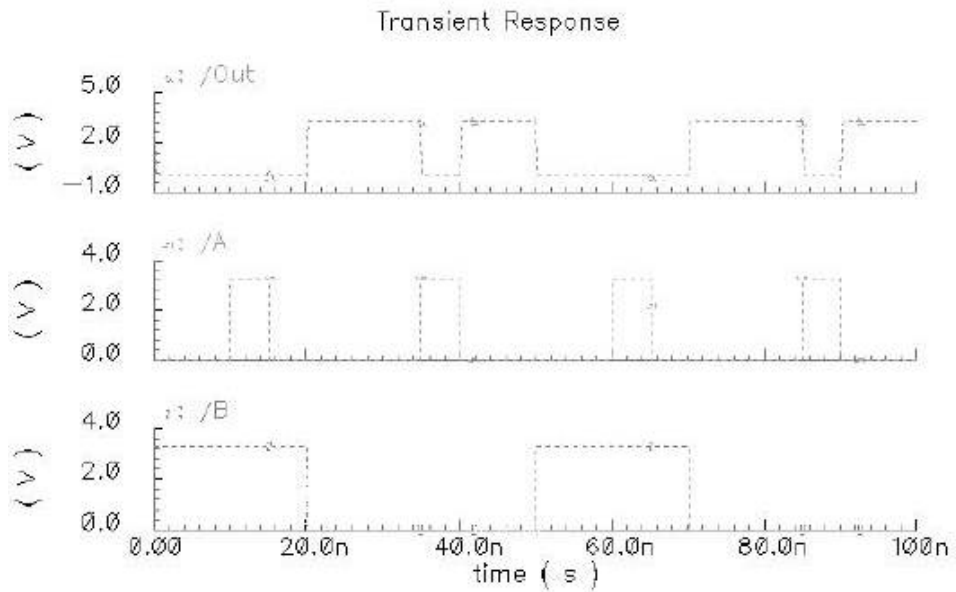 Transient Response
/Out
5.0
2.0
−1.0
(V)
/A
4.0
2.0
0.0
(V)
/B
4.0
2.0
0.0
(V)
0.00 20.0n 40.0n 60.0n 80.0n 100n
time ( s )